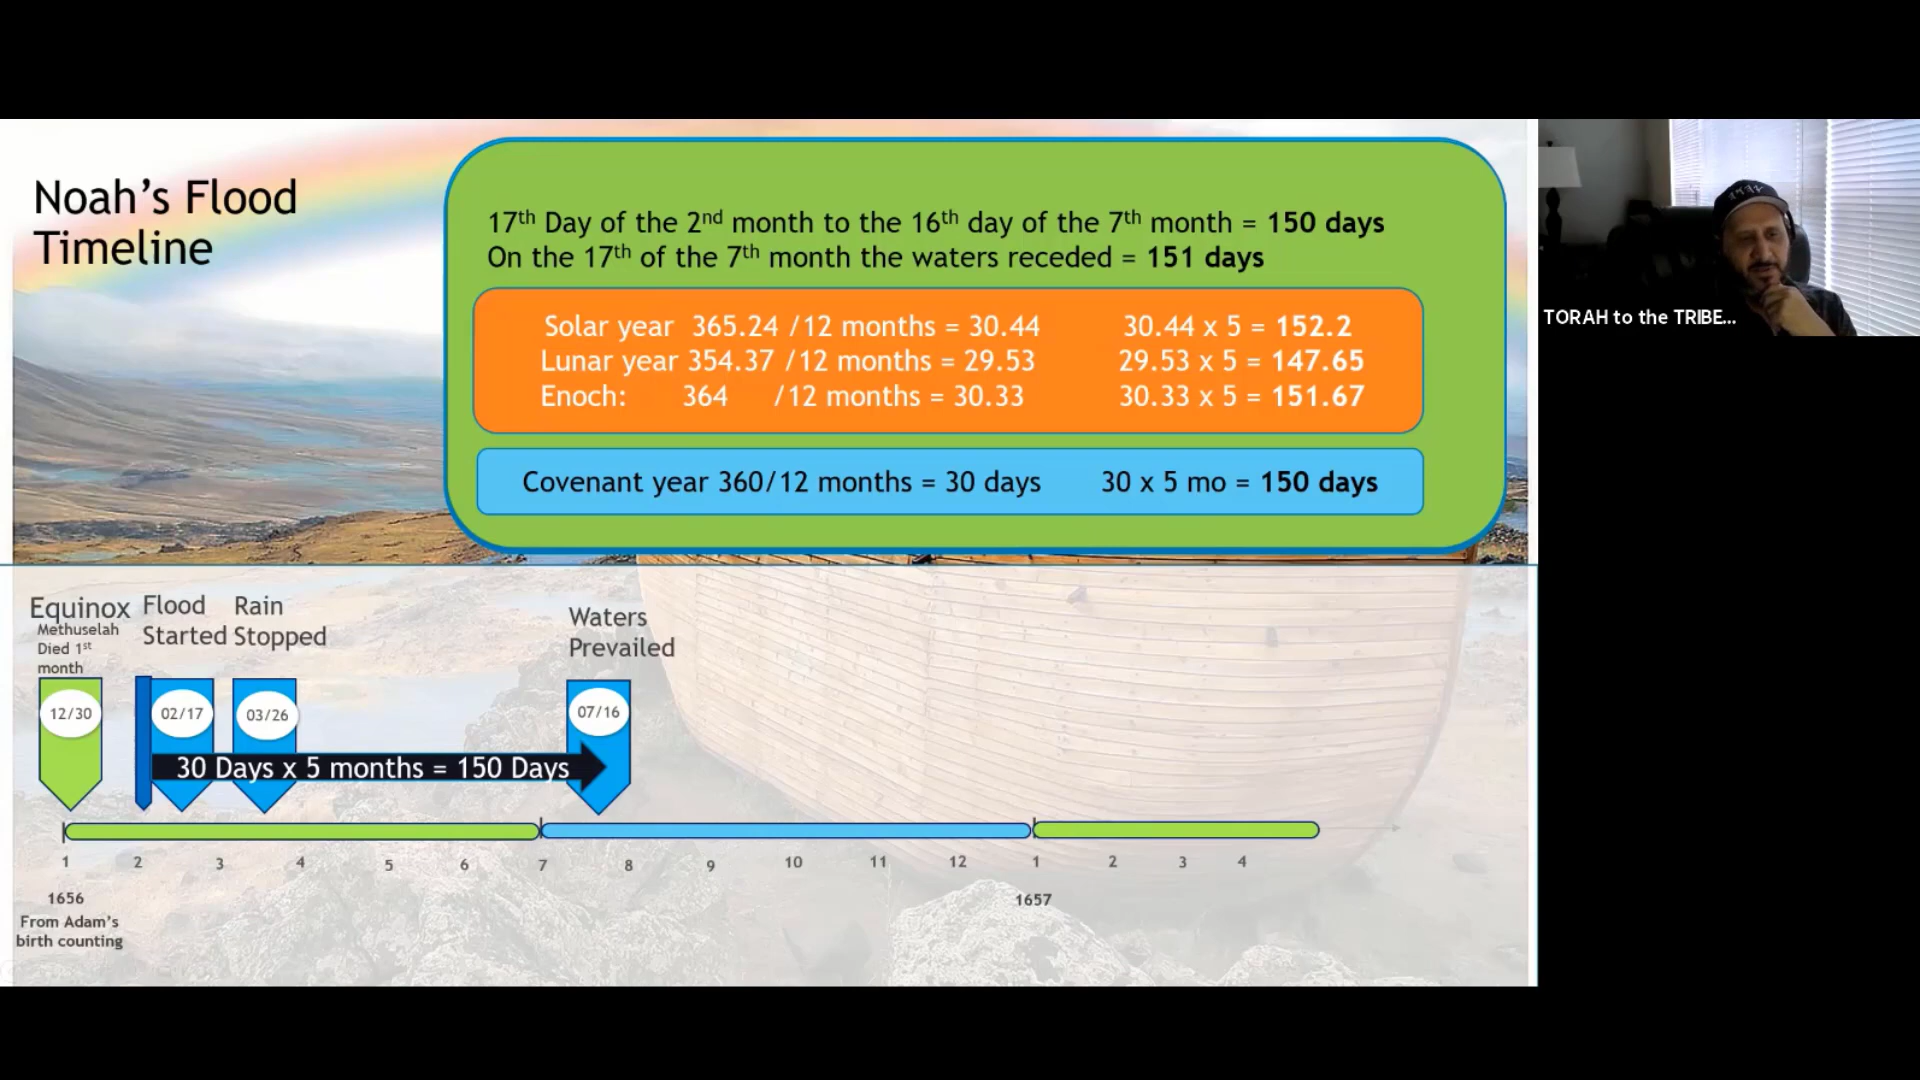 Noah's Flood
Timeline
17th Day of the 2nd month to the 16th day of the 7th month = 150 days
On the 17th of the 7th month the waters receded = 151 days
Solar year 365.24 /12 months = 30.44 30.44 x 5 = 152.2
Lunar year 354.37 /12 months = 29.53 29.53 x 5 = 147.65
Enoch: 364 /12 months = 30.33 30.33 x 5 = 151.67
Covenant year 360/12 months = 30 days 30 x 5 mo = 150 days
TORAH to the TRIBE...
Equinox
Methuselah
Died 1st
month
Flood
Started
Rain
Stopped
Waters
Prevailed
12/30
02/17
03/26
07/16
30 Days x 5 months = 150 Days
1 2 3 4 5 6 7 8 9 10 11 12 1 2 3 4
1656
From Adam's
birth counting
1657